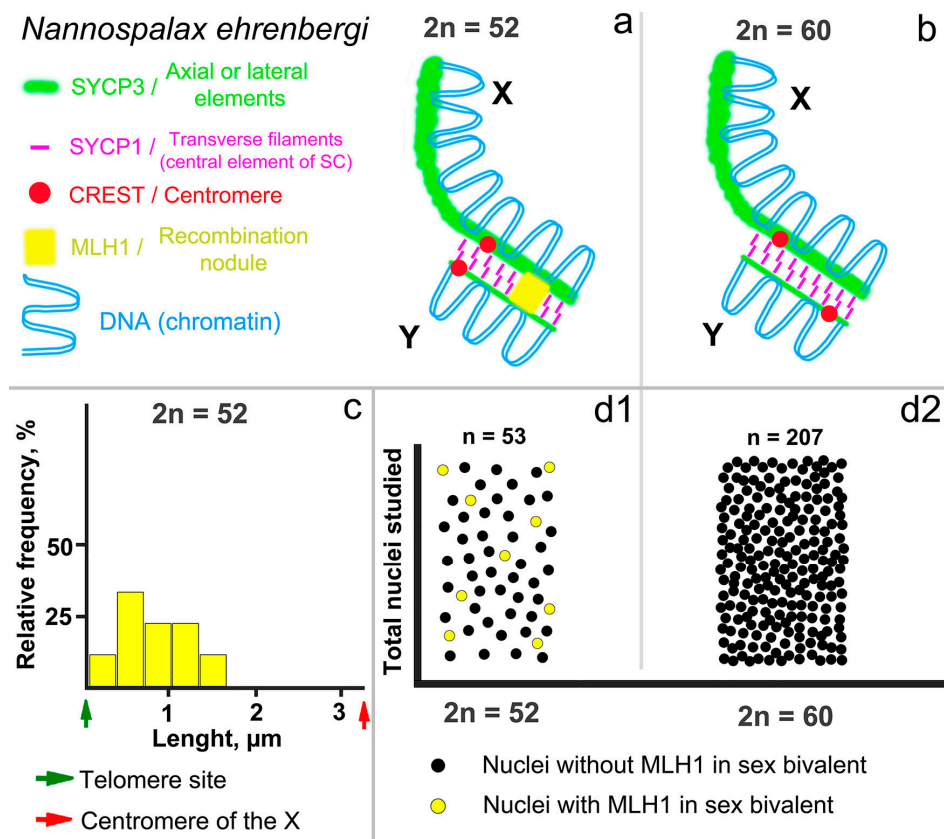 Nannospalax ehrenbergi
SYCP3 / Axial or lateral
elements
SYCP1 / Transverse filaments
(central element of SC)
CREST / Centromere
MLH1 / Recombination
nodule
DNA (chromatin)
2n = 52
a
X
Y
2n = 60
b
X
Y
2n = 52
c
Relative frequency, %
50
25
1
2
3
Lenght, µm
Telomere site
Centromere of the X
d1
n = 53
d2
n = 207
Total nuclei studied
2n = 52
2n = 60
Nuclei without MLH1 in sex bivalent
Nuclei with MLH1 in sex bivalent